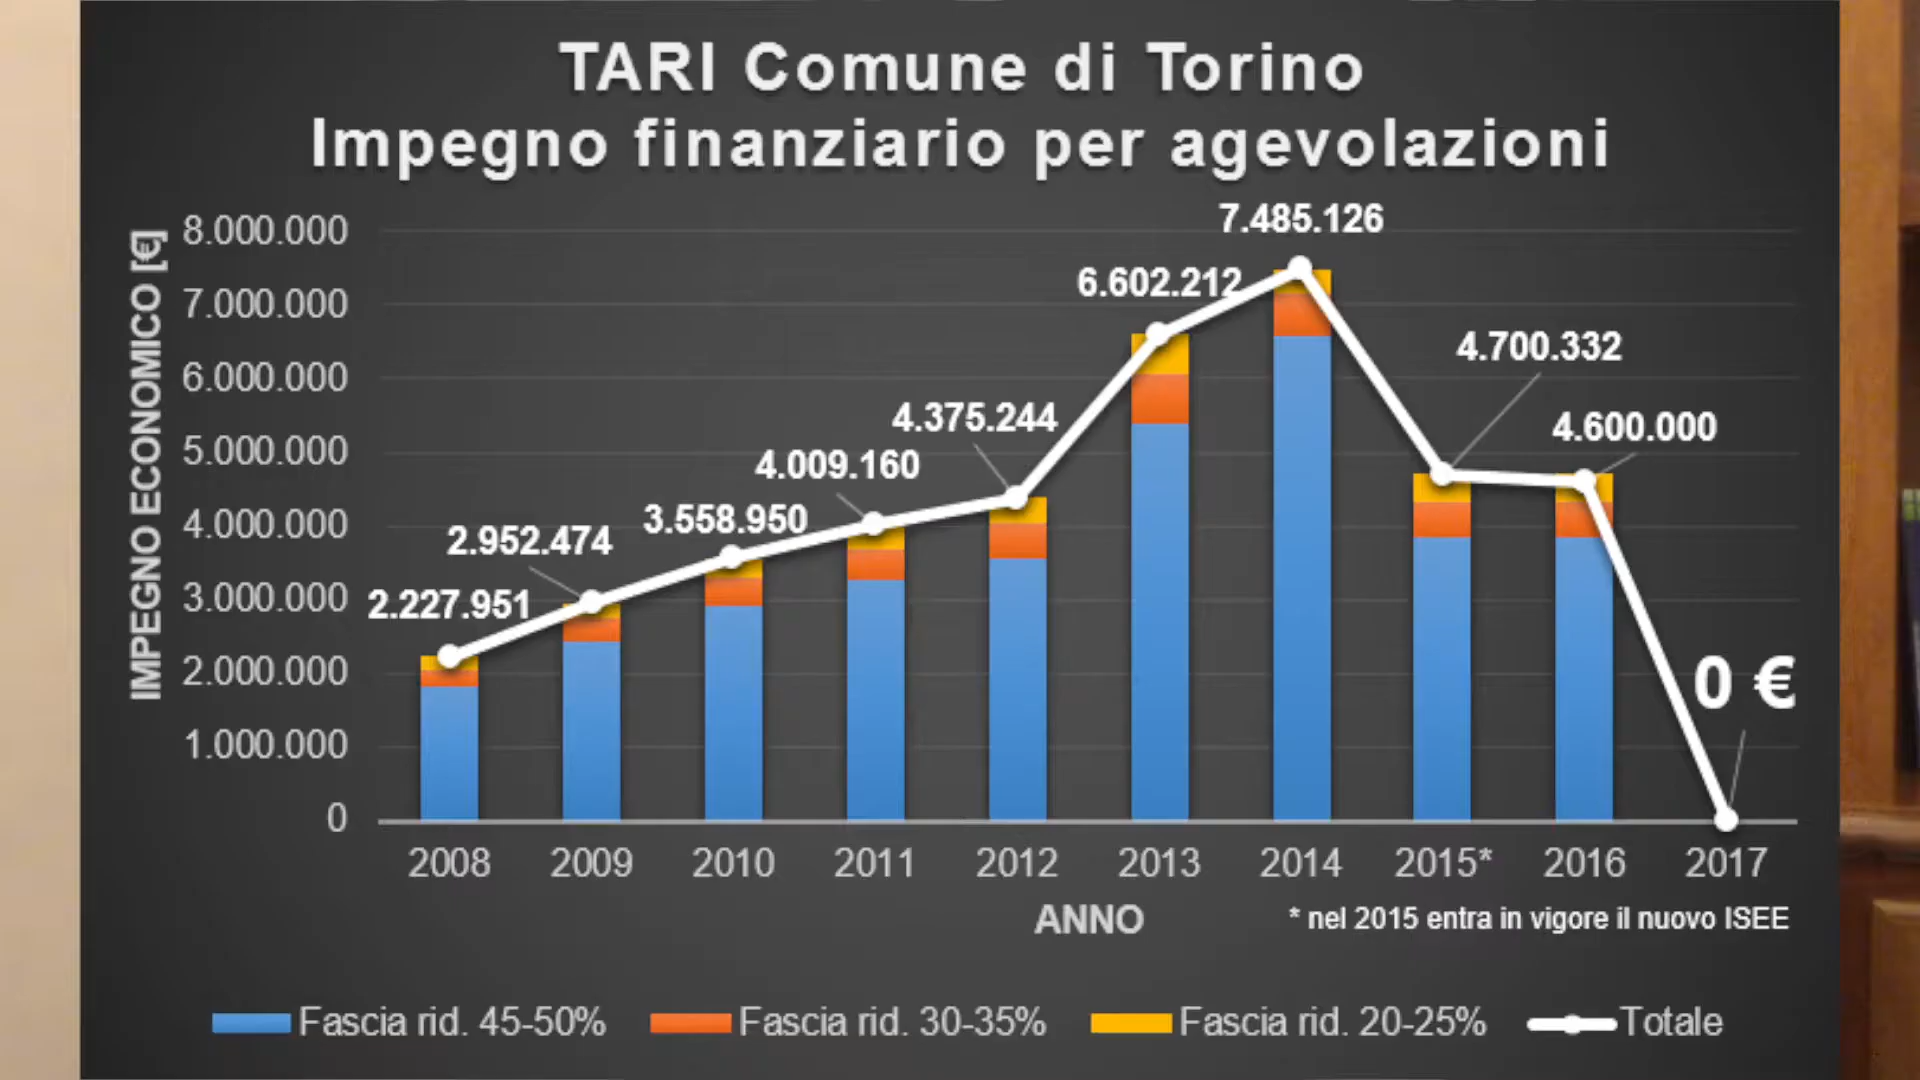 TARI Comune di Torino
Impegno finanziario per agevolazioni
IMPEGNO ECONOMICO [€]
8.000.000
7.000.000
6.000.000
5.000.000
4.000.000
3.000.000
2.000.000
1.000.000
0
2.227.951
2.952.474
3.558.950
4.009.160
4.375.244
6.602.212
7.485.126
4.700.332
4.600.000
0 €
2008 2009 2010 2011 2012 2013 2014 2015* 2016 2017
ANNO
* nel 2015 entra in vigore il nuovo ISEE
Fascia rid. 45-50% Fascia rid. 30-35% Fascia rid. 20-25% Totale